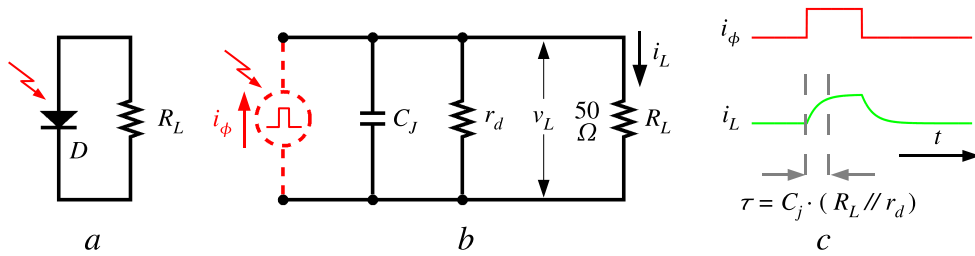 D
R_L
a
i_ϕ
C_J
r_d
v_L
50
Ω
R_L
i_L
b
i_ϕ
i_L
t
τ = C_j · ( R_L // r_d )
c